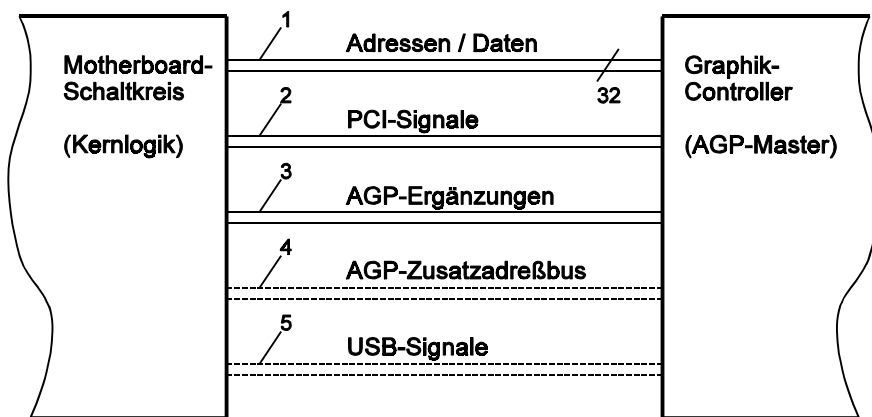 1
Adressen / Daten
32
Motherboard-
Schaltkreis
(Kernlogik)
Graphik-
Controller
(AGP-Master)
2
PCI-Signale
3
AGP-Ergänzungen
4
AGP-Zusatzadreßbus
5
USB-Signale